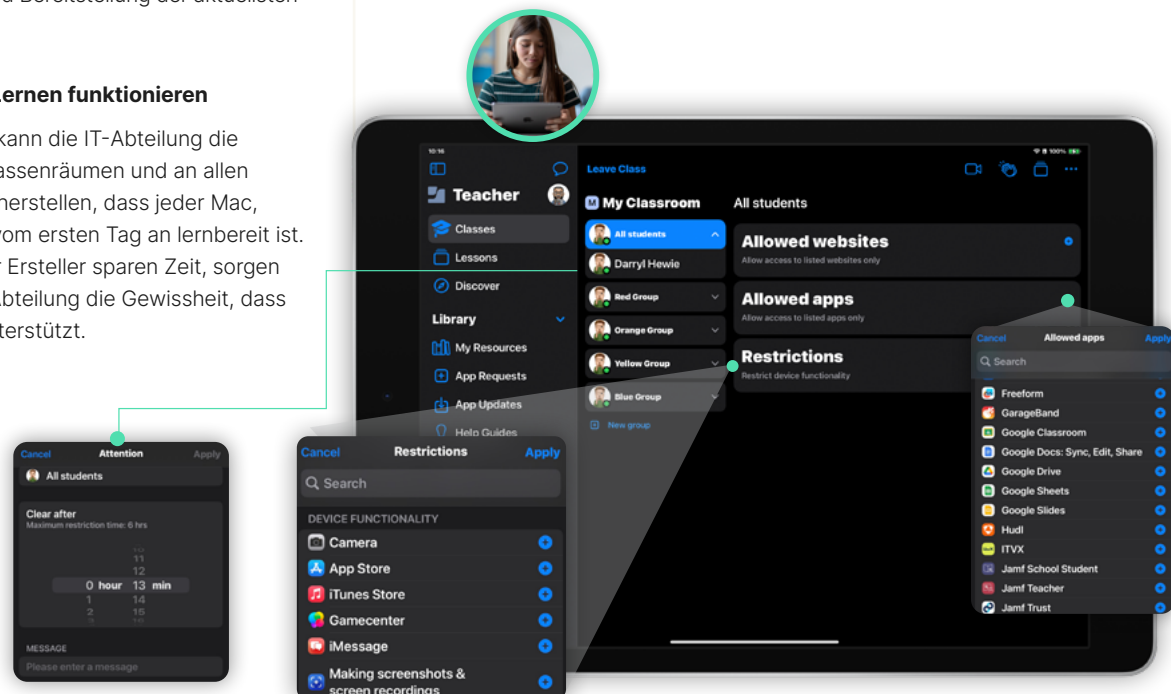 Bereitstellung der aktuellsten
Lernen funktionieren
kann die IT-Abteilung die
assenräumen und an allen
herstellen, dass jeder Mac,
vom ersten Tag an lernbereit ist.
r Ersteller sparen Zeit, sorgen
Abteilung die Gewissheit, dass
terstützt.
10:16
100%
Teacher
Classes
Lessons
Discover
Library
My Resources
App Requests
App Updates
Help Guides
Leave Class
My Classroom
All students
Darryl Hewie
Red Group
Orange Group
Yellow Group
Blue Group
New group
All students
Allowed websites
Allow access to listed websites only
Allowed apps
Allow access to listed apps only
Restrictions
Restrict device functionality
Cancel Attention Apply
All students
Clear after
Maximum restriction time: 6 hrs
10
11
12
0 hour 13 min
1 14
2 15
3 16
MESSAGE
Please enter a message
Cancel Restrictions Apply
Search
DEVICE FUNCTIONALITY
Camera
App Store
iTunes Store
Gamecenter
iMessage
Making screenshots &
screen recordings
Cancel Allowed apps Apply
Search
Freeform
GarageBand
Google Classroom
Google Docs: Sync, Edit, Share
Google Drive
Google Sheets
Google Slides
Hudl
ITVX
Jamf School Student
Jamf Teacher
Jamf Trust